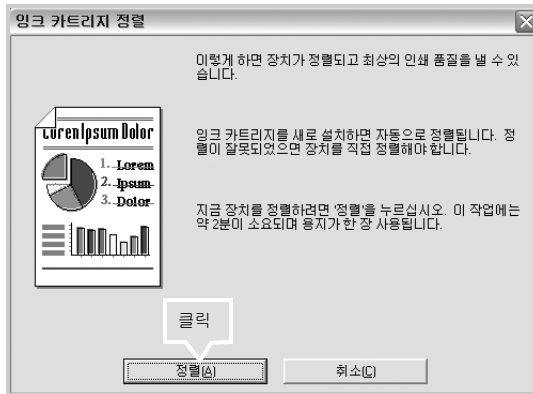 잉크 카트리지 정렬
이렇게 하면 장치가 정렬되고 최상의 인쇄 품질을 낼 수 있
습니다.
Lorem Ipsum Dolor
1. Lorem
2. Ipsum
3. Dolor
잉크 카트리지를 새로 설치하면 자동으로 정렬됩니다. 정
렬이 잘못되었으면 장치를 직접 정렬해야 합니다.
지금 장치를 정렬하려면 '정렬'을 누르십시오. 이 작업에는
약 2분이 소요되며 용지가 한 장 사용됩니다.
클릭
정렬(A)
취소(C)